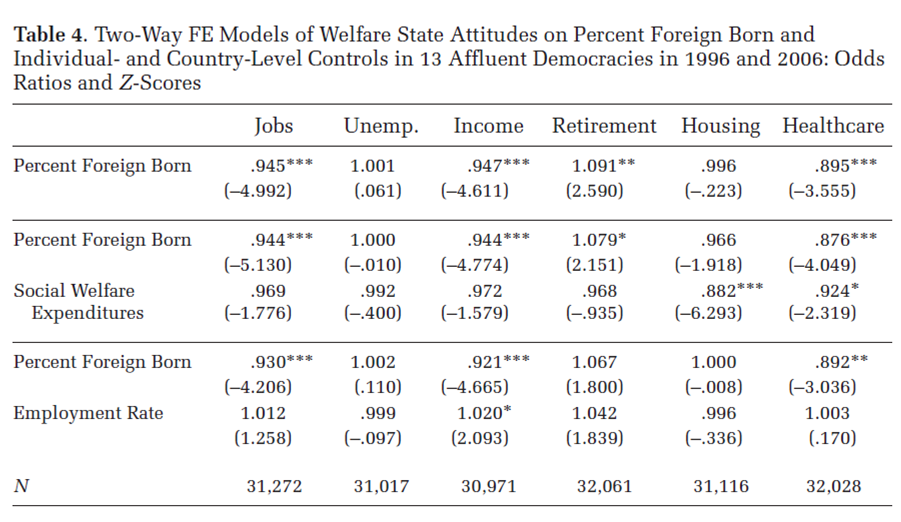 Table 4. Two-Way FE Models of Welfare State Attitudes on Percent Foreign Born and
Individual- and Country-Level Controls in 13 Affluent Democracies in 1996 and 2006: Odds
Ratios and Z-Scores
Jobs Unemp. Income Retirement Housing Healthcare
Percent Foreign Born .945*** 1.001 .947*** 1.091** .996 .895***
(–4.992) (.061) (–4.611) (2.590) (–.223) (–3.555)
Percent Foreign Born .944*** 1.000 .944*** 1.079* .966 .876***
(–5.130) (–.010) (–4.774) (2.151) (–1.918) (–4.049)
Social Welfare .969 .992 .972 .968 .882*** .924*
Expenditures (–1.776) (–.400) (–1.579) (–.935) (–6.293) (–2.319)
Percent Foreign Born .930*** 1.002 .921*** 1.067 1.000 .892**
(–4.206) (.110) (–4.665) (1.800) (–.008) (–3.036)
Employment Rate 1.012 .999 1.020* 1.042 .996 1.003
(1.258) (–.097) (2.093) (1.839) (–.336) (.170)
N 31,272 31,017 30,971 32,061 31,116 32,028